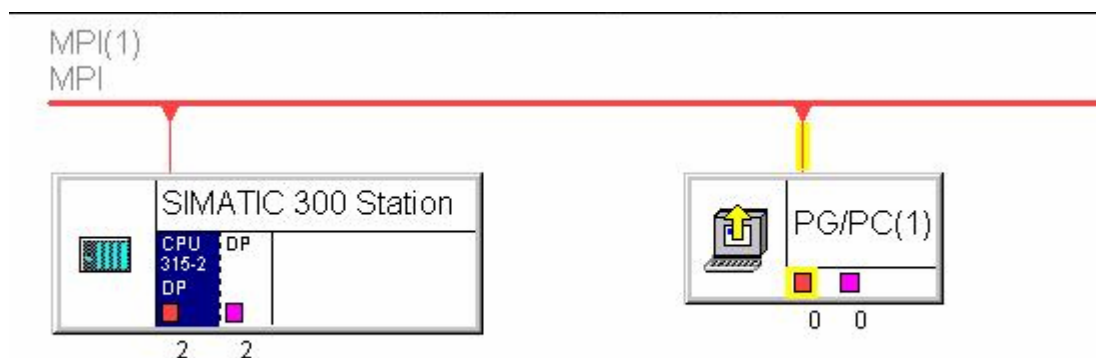 MPI(1)
MPI
SIMATIC 300 Station
CPU 315-2 DP
DP
2 2
PG/PC(1)
0 0